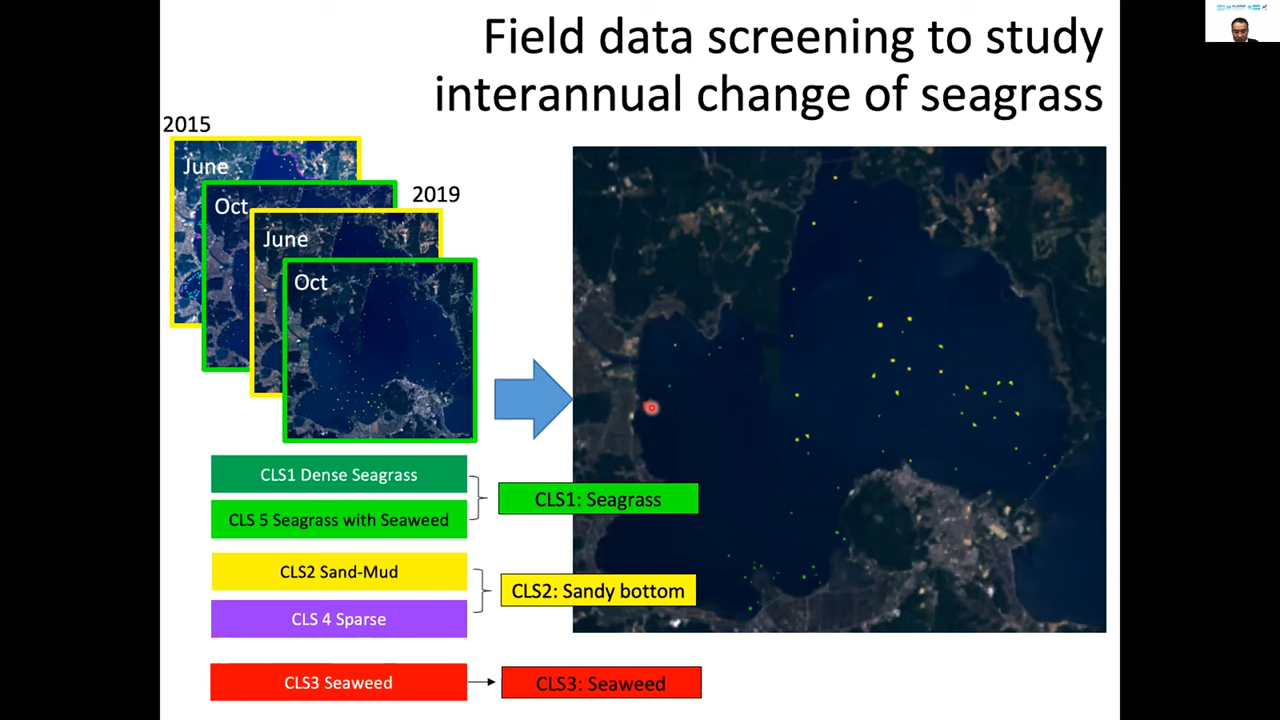 Field data screening to study
interannual change of seagrass
2015
June
Oct
2019
June
Oct
CLS1 Dense Seagrass
CLS 5 Seagrass with Seaweed
CLS1: Seagrass
CLS2 Sand-Mud
CLS 4 Sparse
CLS2: Sandy bottom
CLS3 Seaweed
CLS3: Seaweed